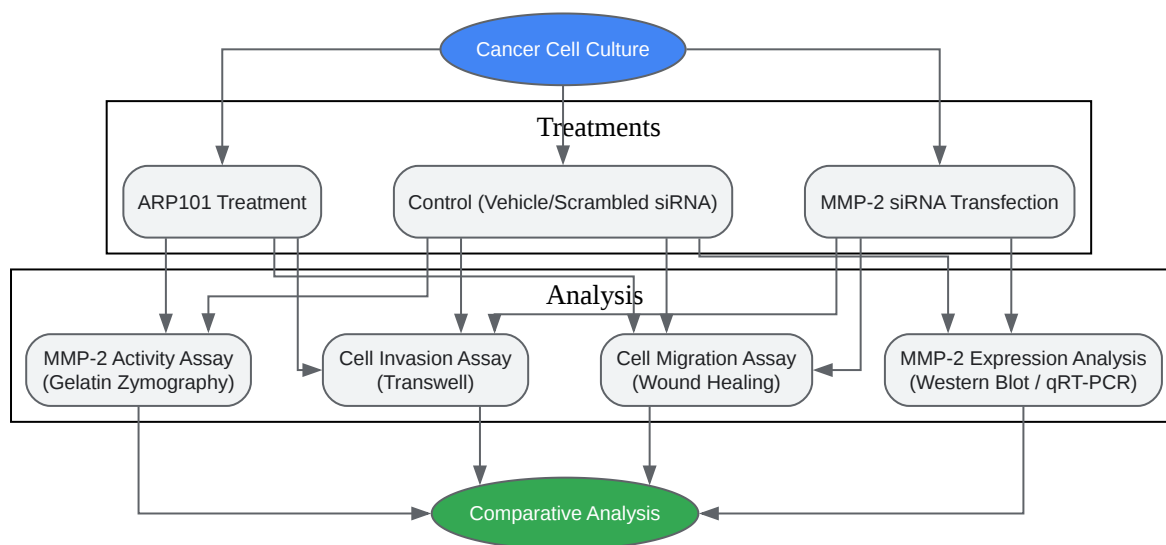 Cancer Cell Culture
Treatments
ARP101 Treatment
Control (Vehicle/Scrambled siRNA)
MMP-2 siRNA Transfection
Analysis
MMP-2 Activity Assay
(Gelatin Zymography)
Cell Invasion Assay
(Transwell)
Cell Migration Assay
(Wound Healing)
MMP-2 Expression Analysis
(Western Blot / qRT-PCR)
Comparative Analysis